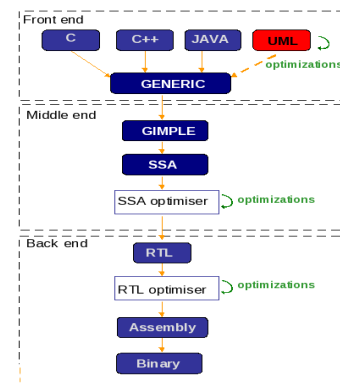 Front end
C
C++
JAVA
UML
optimizations
GENERIC
Middle end
GIMPLE
SSA
SSA optimiser
optimizations
Back end
RTL
RTL optimiser
optimizations
Assembly
Binary